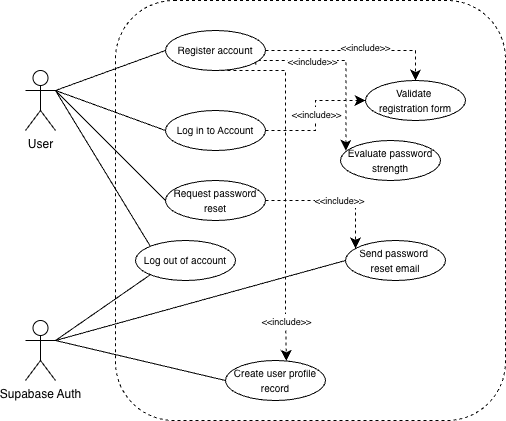 Register account
<<include>>
<<include>>
Validate
registration form
User
<<include>>
Log in to Account
Evaluate password
strength
Request password
reset
<<include>>
Log out of account
Send password
reset email
<<include>>
Supabase Auth
Create user profile
record